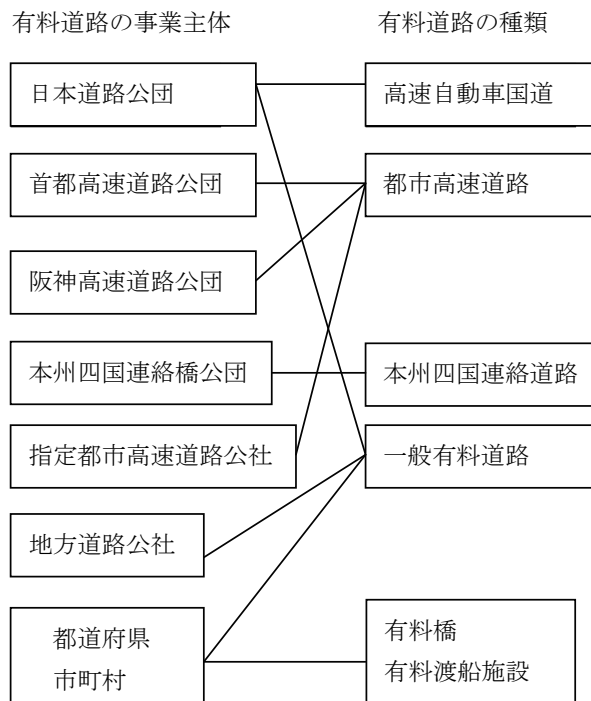 有料道路の事業主体
有料道路の種類
日本道路公団
高速自動車国道
首都高速道路公団
都市高速道路
阪神高速道路公団
本州四国連絡橋公団
本州四国連絡道路
指定都市高速道路公社
一般有料道路
地方道路公社
都道府県
市町村
有料橋
有料渡船施設